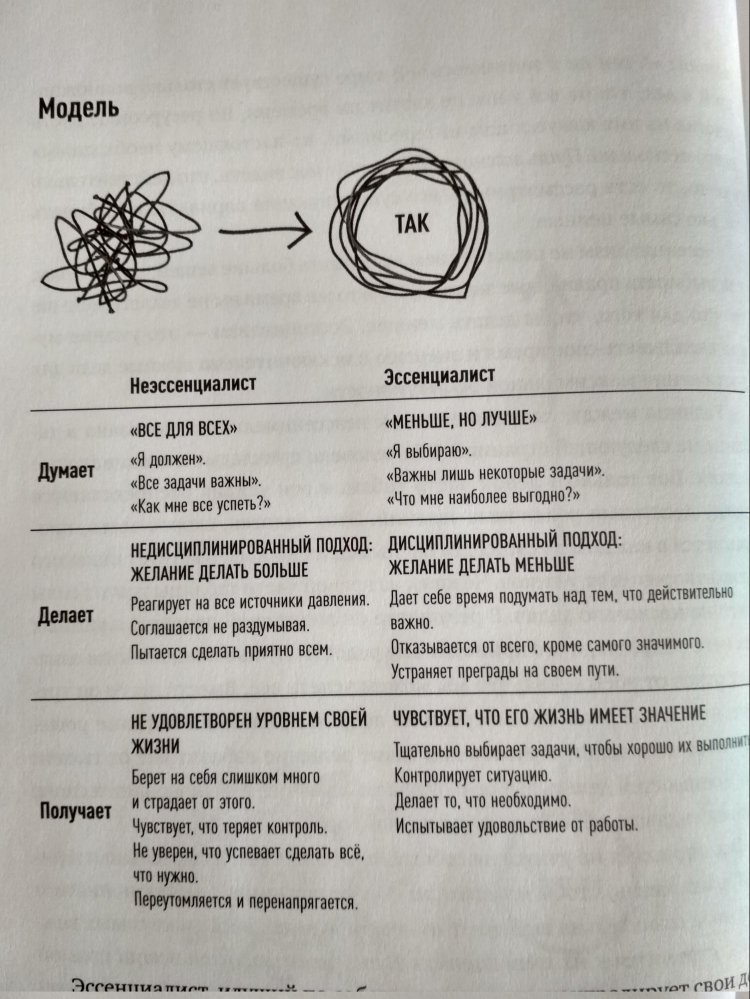 Модель
ТАК
Неэссенциалист
Эссенциалист
Думает
«ВСЕ ДЛЯ ВСЕХ»
«Я должен».
«Все задачи важны».
«Как мне все успеть?»
«МЕНЬШЕ, НО ЛУЧШЕ»
«Я выбираю».
«Важны лишь некоторые задачи».
«Что мне наиболее выгодно?»
Делает
НЕДИСЦИПЛИНИРОВАННЫЙ ПОДХОД:
ЖЕЛАНИЕ ДЕЛАТЬ БОЛЬШЕ
Реагирует на все источники давления.
Соглашается не раздумывая.
Пытается сделать приятно всем.
ДИСЦИПЛИНИРОВАННЫЙ ПОДХОД:
ЖЕЛАНИЕ ДЕЛАТЬ МЕНЬШЕ
Дает себе время подумать над тем, что действительно
важно.
Отказывается от всего, кроме самого значимого.
Устраняет преграды на своем пути.
Получает
НЕ УДОВЛЕТВОРЕН УРОВНЕМ СВОЕЙ
ЖИЗНИ
Берет на себя слишком много
и страдает от этого.
Чувствует, что теряет контроль.
Не уверен, что успевает сделать всё,
что нужно.
Переутомляется и перенапрягается.
ЧУВСТВУЕТ, ЧТО ЕГО ЖИЗНЬ ИМЕЕТ ЗНАЧЕНИЕ
Тщательно выбирает задачи, чтобы хорошо их выполнить
Контролирует ситуацию.
Делает то, что необходимо.
Испытывает удовольствие от работы.
Эссенциалист свои